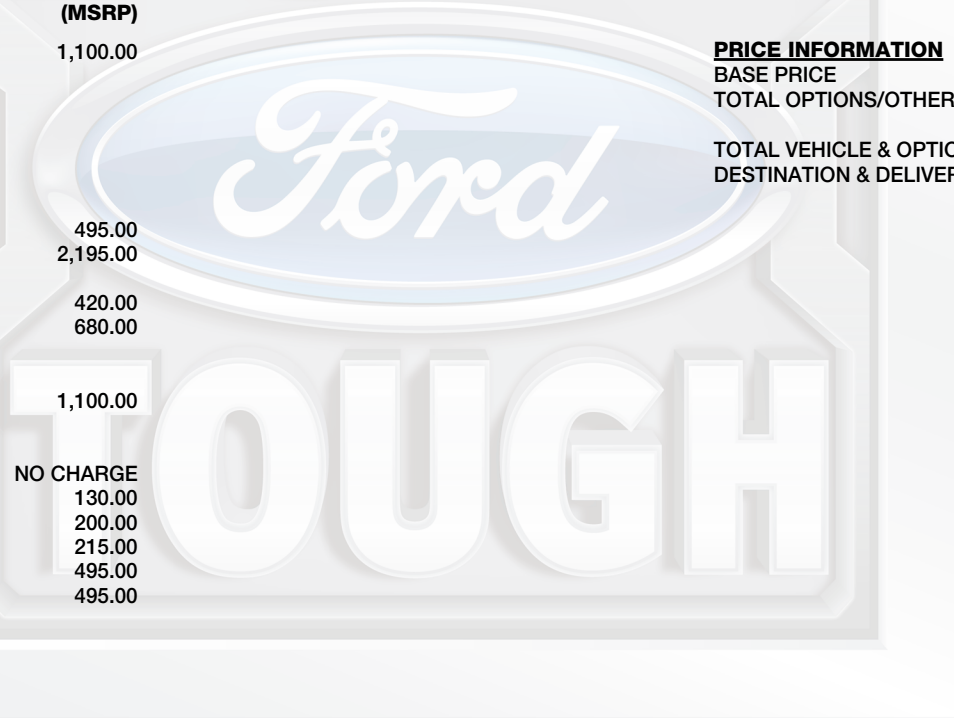 (MSRP)
1,100.00
495.00
2,195.00
420.00
680.00
1,100.00
NO CHARGE
130.00
200.00
215.00
495.00
495.00
PRICE INFORMATION
BASE PRICE
TOTAL OPTIONS/OTHER
TOTAL VEHICLE & OPTIO
DESTINATION & DELIVER
Ford
TOUGH